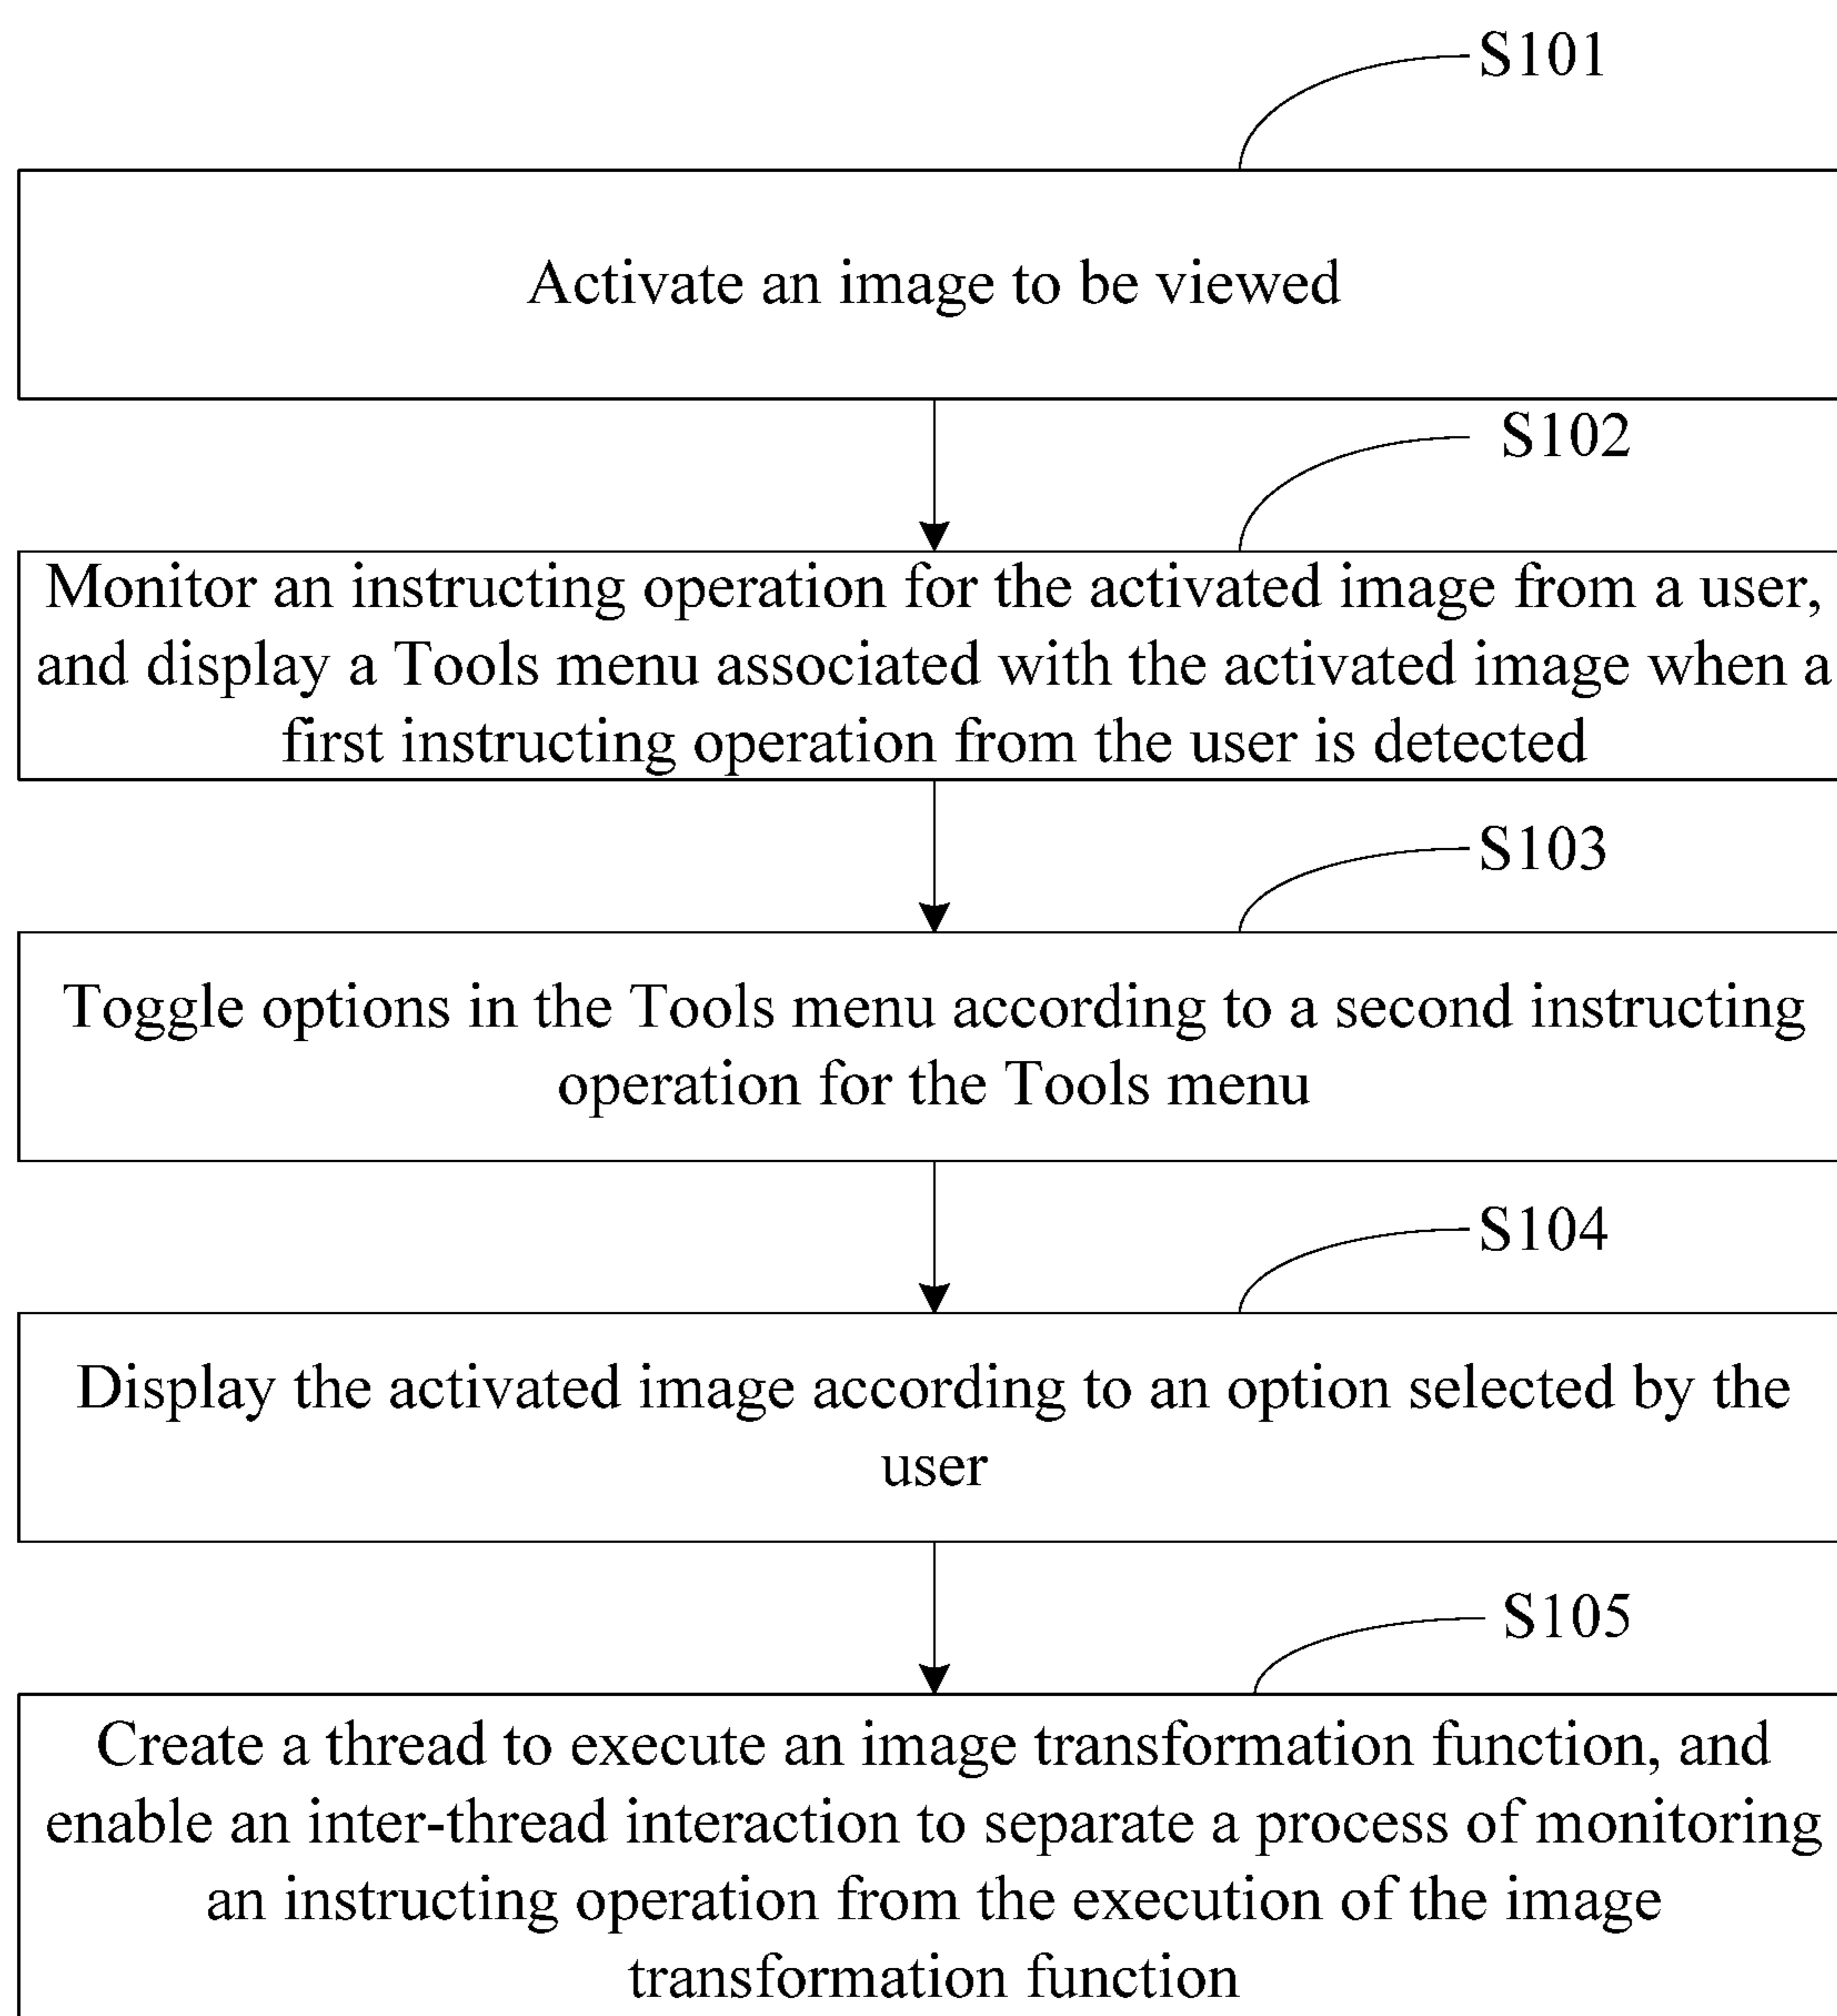 S101
Activate an image to be viewed
S102
Monitor an instructing operation for the activated image from a user,
and display a Tools menu associated with the activated image when a
first instructing operation from the user is detected
S103
Toggle options in the Tools menu according to a second instructing
operation for the Tools menu
S104
Display the activated image according to an option selected by the
user
S105
Create a thread to execute an image transformation function, and
enable an inter-thread interaction to separate a process of monitoring
an instructing operation from the execution of the image
transformation function